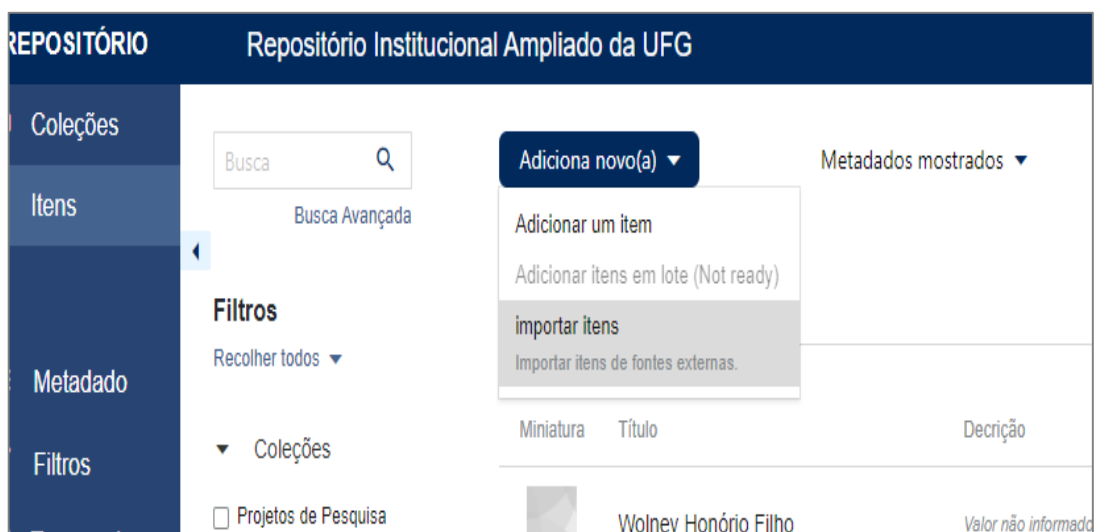 REPOSITÓRIO
Repositório Institucional Ampliado da UFG
Coleções
Itens
Metadado
Filtros
Busca
Busca Avançada
Filtros
Recolher todos
Coleções
Projetos de Pesquisa
Adiciona novo(a)
Metadados mostrados
Adicionar um item
Adicionar itens em lote (Not ready)
importar itens
Importar itens de fontes externas.
Miniatura Título Decrição
Wolney Honório Filho Valor não informado